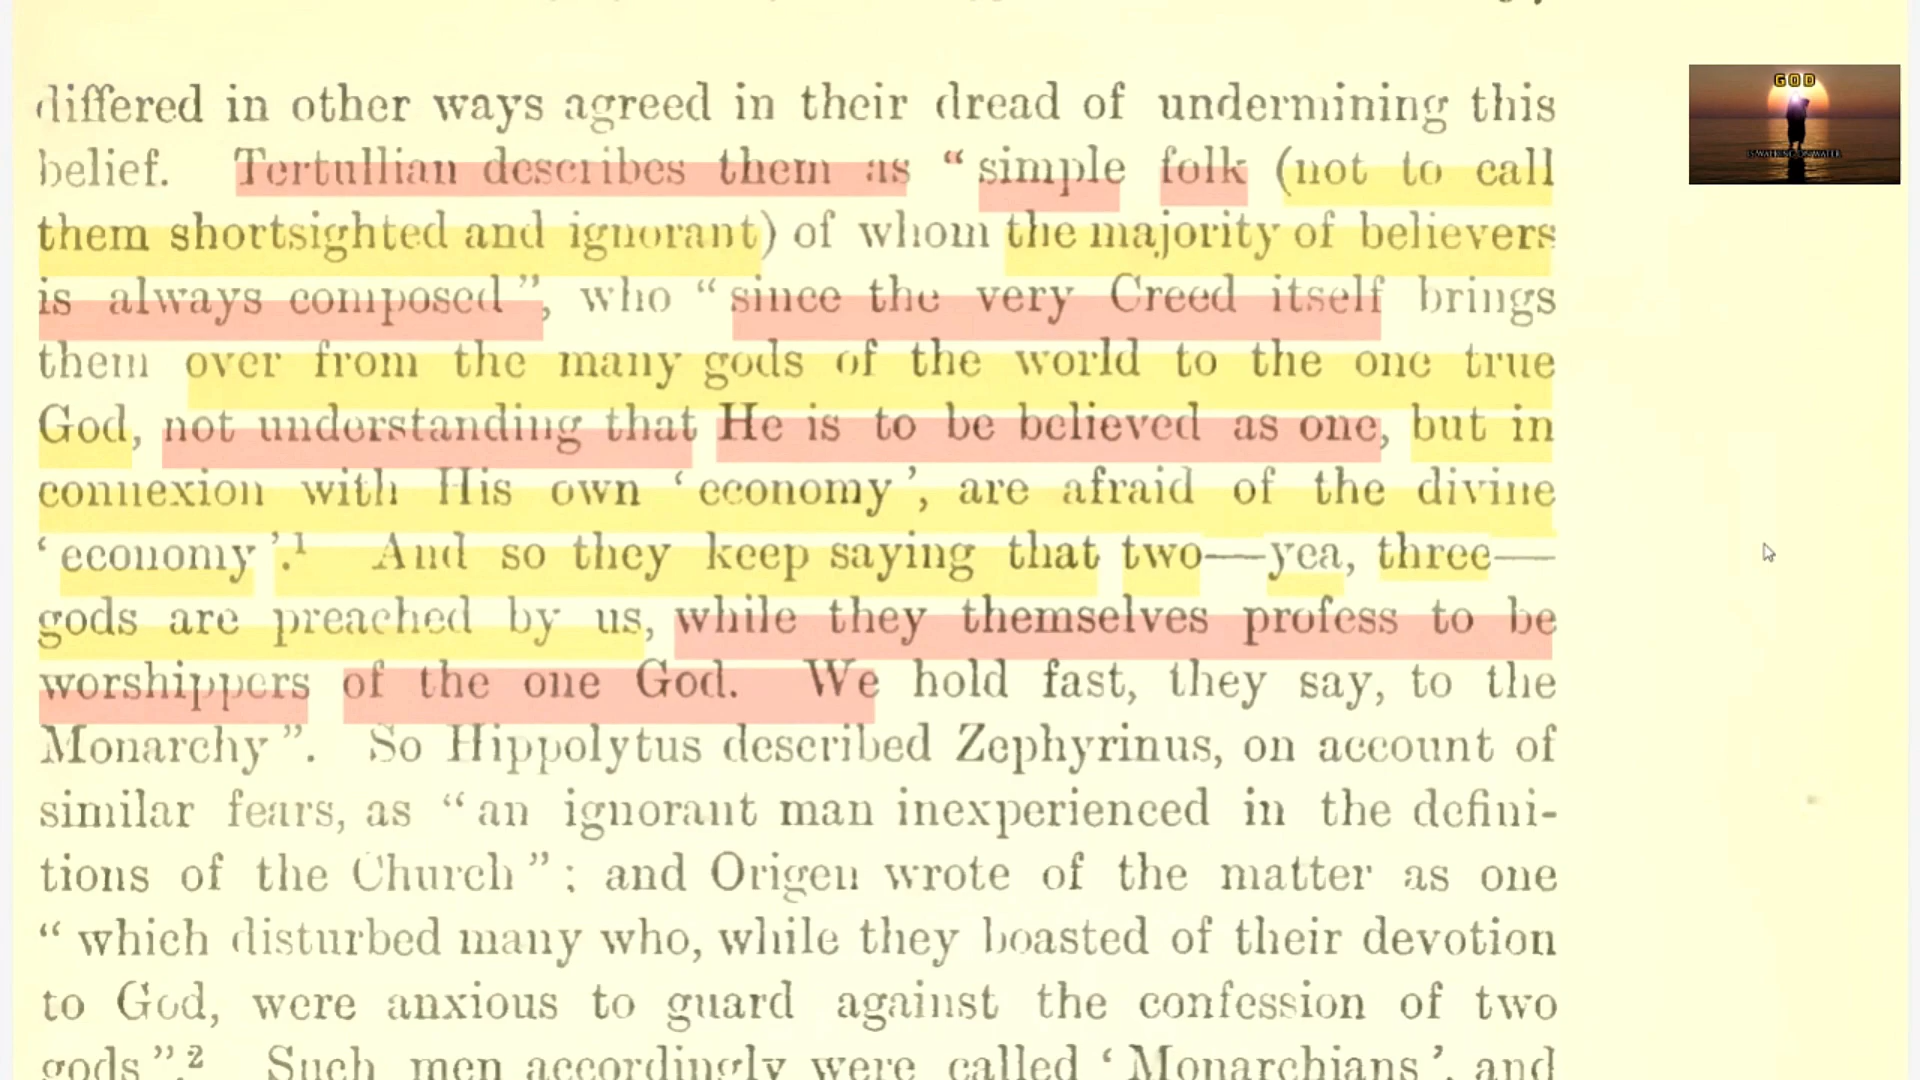 differed in other ways agreed in their dread of undermining this
belief. Tertullian describes them as “simple folk (not to call
them shortsighted and ignorant) of whom the majority of believers
is always composed”, who “since the very Creed itself brings
them over from the many gods of the world to the one true
God, not understanding that He is to be believed as one, but in
connexion with His own ‘economy’, are afraid of the divine
‘economy’.¹ And so they keep saying that two—yea, three—
gods are preached by us, while they themselves profess to be
worshippers of the one God. We hold fast, they say, to the
Monarchy”. So Hippolytus described Zephyrinus, on account of
similar fears, as “an ignorant man inexperienced in the defini-
tions of the Church”; and Origen wrote of the matter as one
“which disturbed many who, while they boasted of their devotion
to God, were anxious to guard against the confession of two
gods”.² Such men accordingly were called ‘Monarchians’, and
GOD
IS WALKING ON WATER